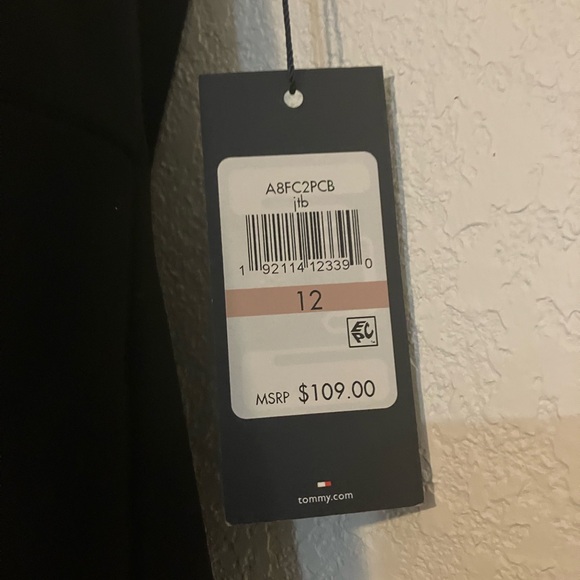 A8FC2PCB
jtb
1 92114 12339 0
12
EPC
MSRP $109.00
tommy.com